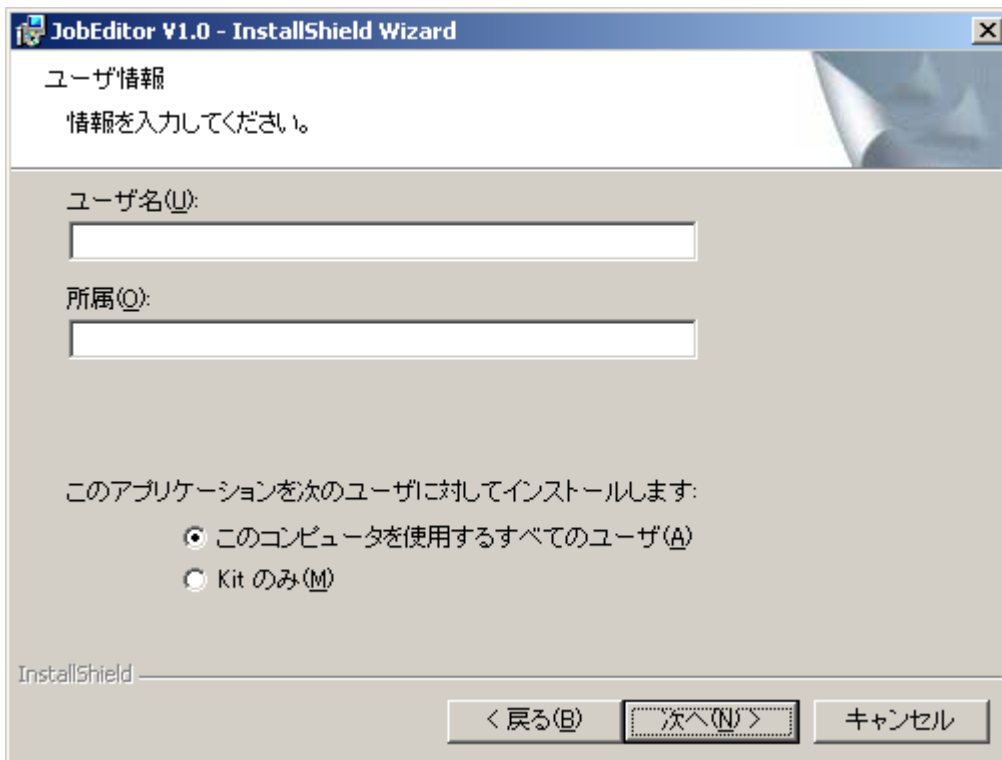 JobEditor V1.0 - InstallShield Wizard
ユーザ情報
情報を入力してください。
ユーザ名(U):
所属(O):
このアプリケーションを次のユーザに対してインストールします:
このコンピュータを使用するすべてのユーザ(A)
Kit のみ(M)
InstallShield
< 戻る(B) 次へ(N) > キャンセル